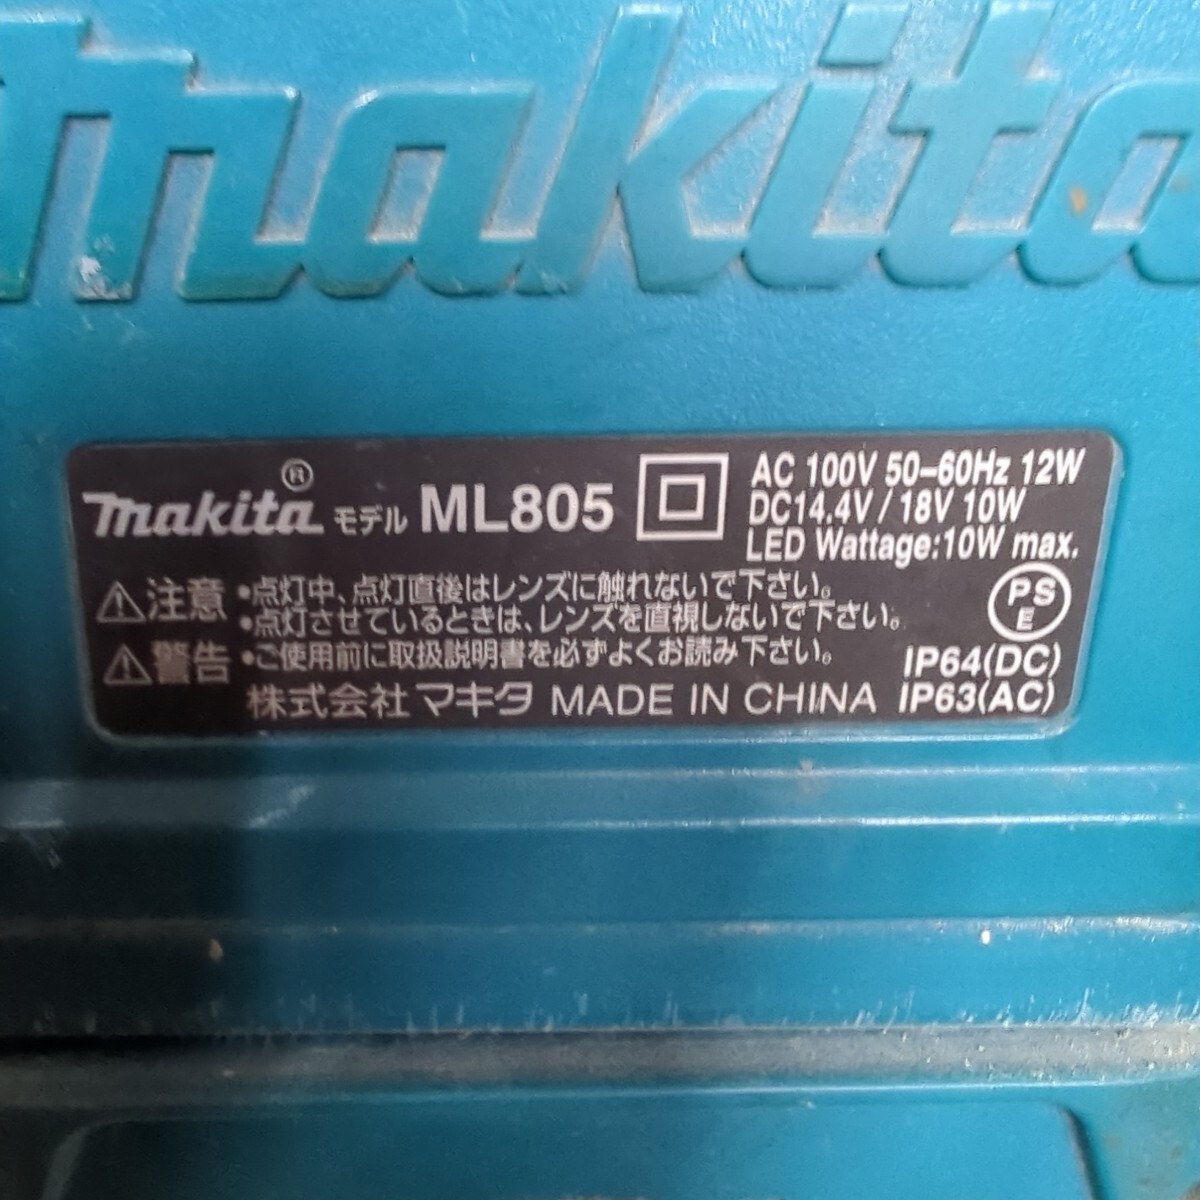 makita
makita® モデル ML805
AC 100V 50-60Hz 12W
DC14.4V / 18V 10W
LED Wattage:10W max.
注意 •点灯中、点灯直後はレンズに触れないで下さい。
•点灯させているときは、レンズを直視しないで下さい。
PS
E
警告 •ご使用前に取扱説明書を必ずよくお読み下さい。
IP64(DC)
株式会社 マキタ MADE IN CHINA IP63(AC)